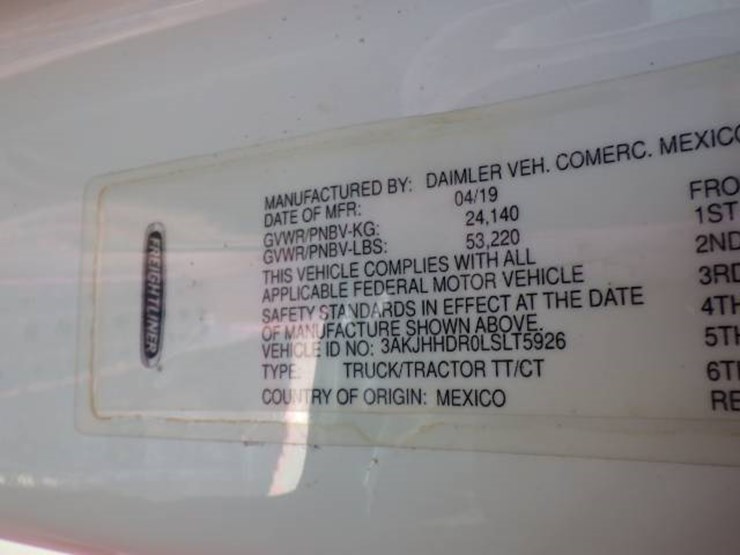 FREIGHTLINER
MANUFACTURED BY: DAIMLER VEH. COMERC. MEXICO
DATE OF MFR: 04/19
GVWR/PNBV-KG: 24,140
GVWR/PNBV-LBS: 53,220
THIS VEHICLE COMPLIES WITH ALL
APPLICABLE FEDERAL MOTOR VEHICLE
SAFETY STANDARDS IN EFFECT AT THE DATE
OF MANUFACTURE SHOWN ABOVE.
VEHICLE ID NO: 3AKJHHDR0LSLT5926
TYPE: TRUCK/TRACTOR TT/CT
COUNTRY OF ORIGIN: MEXICO
FRO
1ST
2ND
3RD
4TH
5TH
6TH
RE